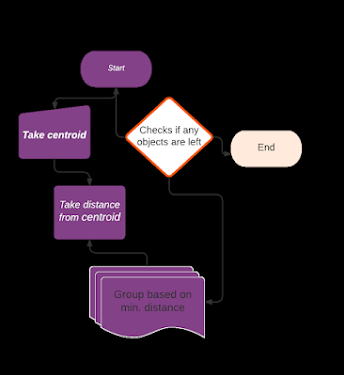 Start
Take centroid
Checks if any
objects are left
End
Take distance
from centroid
Group based on
min. distance